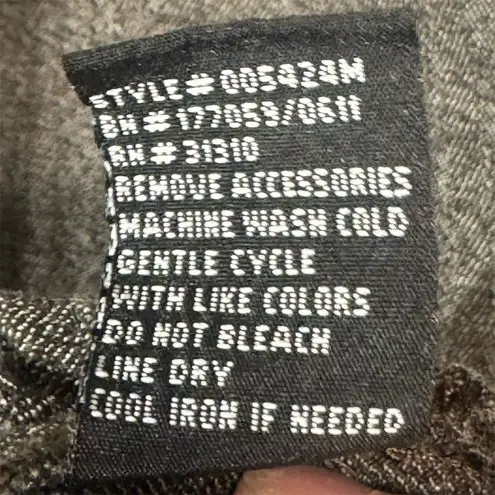 STYLE# 005424M
BN# 177059/0611
RN#31310
REMOVE ACCESSORIES
MACHINE WASH COLD
GENTLE CYCLE
WITH LIKE COLORS
DO NOT BLEACH
LINE DRY
COOL IRON IF NEEDED